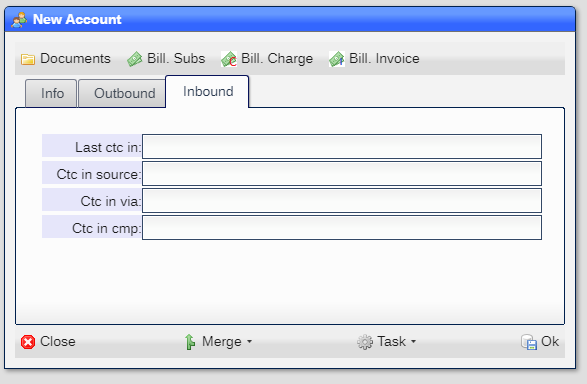 New Account
Documents Bill. Subs Bill. Charge Bill. Invoice
Info Outbound Inbound
Last ctc in:
Ctc in source:
Ctc in via:
Ctc in cmp:
Close Merge Task Ok